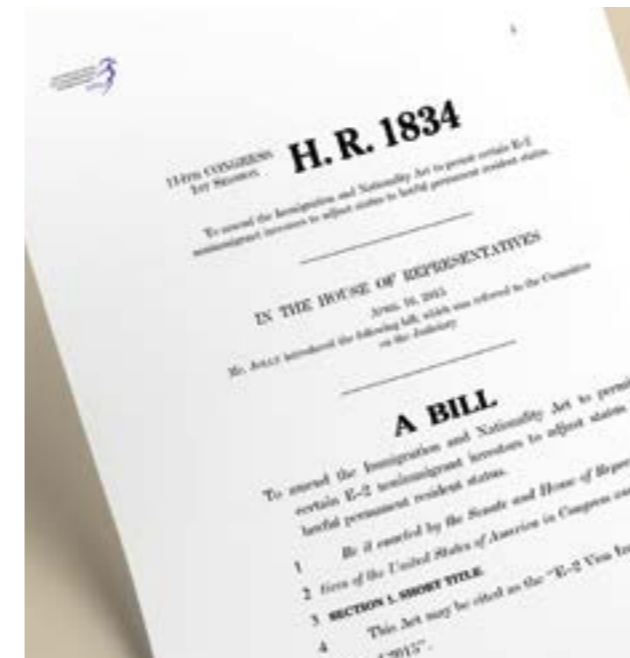 114TH CONGRESS
1ST SESSION
H. R. 1834
To amend the Immigration and Nationality Act to permit certain E–2
nonimmigrant investors to adjust status to lawful permanent resident status.
IN THE HOUSE OF REPRESENTATIVES
APRIL 16, 2015
Mr. JOLLY introduced the following bill; which was referred to the Committee
on the Judiciary
A BILL
To amend the Immigration and Nationality Act to permit
certain E–2 nonimmigrant investors to adjust status
lawful permanent resident status.
1 Be it enacted by the Senate and House of
2 tives of the United States of America in Congress
3 SECTION 1. SHORT TITLE.
4 This Act may be cited as the “E–2 Visa
2015”.